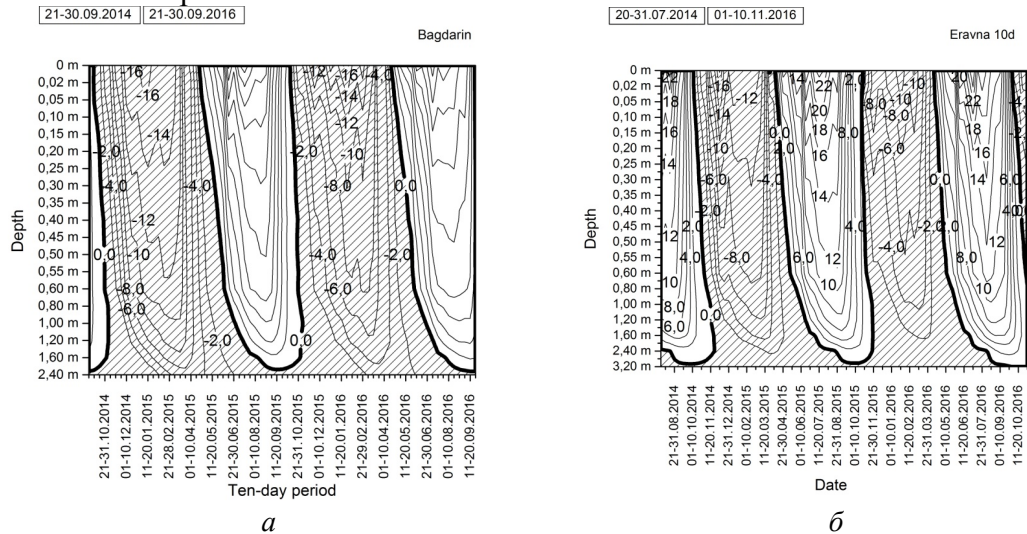 21-30.09.2014 21-30.09.2016
Bagdarin
0 m
0,02 m
0,05 m
0,10 m
0,15 m
0,20 m
0,25 m
0,30 m
0,35 m
0,40 m
0,45 m
0,50 m
0,55 m
0,60 m
0,80 m
1,00 m
1,20 m
1,60 m
2,40 m
Depth
-16 -12 -16 -4,0
-16 -14
-14 -12
-2,0 -10 -2,0
-4,0 -4,0 -8,0 0,0
-12
0,0 -10 -4,0 -2,0
-8,0 -6,0
-6,0
-2,0 0,0 0,0
21-31.10.2014
01-10.12.2014
11-20.01.2015
21-28.02.2015
01-10.04.2015
11-20.05.2015
21-30.06.2015
01-10.08.2015
11-20.09.2015
21-31.10.2015
01-10.12.2015
11-20.01.2016
21-29.02.2016
01-10.04.2016
11-20.05.2016
21-30.06.2016
01-10.08.2016
11-20.09.2016
Ten-day period
а
20-31.07.2014 01-10.11.2016
Eravna 10d
0 m
0,02 m
0,05 m
0,10 m
0,15 m
0,20 m
0,25 m
0,30 m
0,35 m
0,40 m
0,45 m
0,50 m
0,55 m
0,60 m
0,80 m
1,00 m
1,20 m
1,60 m
2,40 m
3,20 m
Depth
22 -16 14 22 2,0 -10 20
18 -12 20 -8,0 -10 22 -4,0
16 -14 0,0 18 8,0 -8,0 18 -2,0
14 -10 2,0 16 -6,0 16
-6,0 -4,0 14 0,0 14 6,0
-2,0 4,0
12 2,0 4,0 -4,0 -2,0 2,0 12
4,0 -8,0 6,0 12 8,0
10 10 10
8,0 0,0
6,0
21-31.08.2014
01-10.10.2014
11-20.11.2014
01-10.02.2015
11-20.03.2015
21-30.04.2015
01-10.06.2015
11-20.07.2015
21-31.08.2015
01-10.10.2015
21-30.11.2015
01-10.01.2016
11-20.02.2016
21-31.03.2016
01-10.05.2016
11-20.06.2016
21-31.07.2016
01-10.09.2016
11-20.10.2016
Date
б